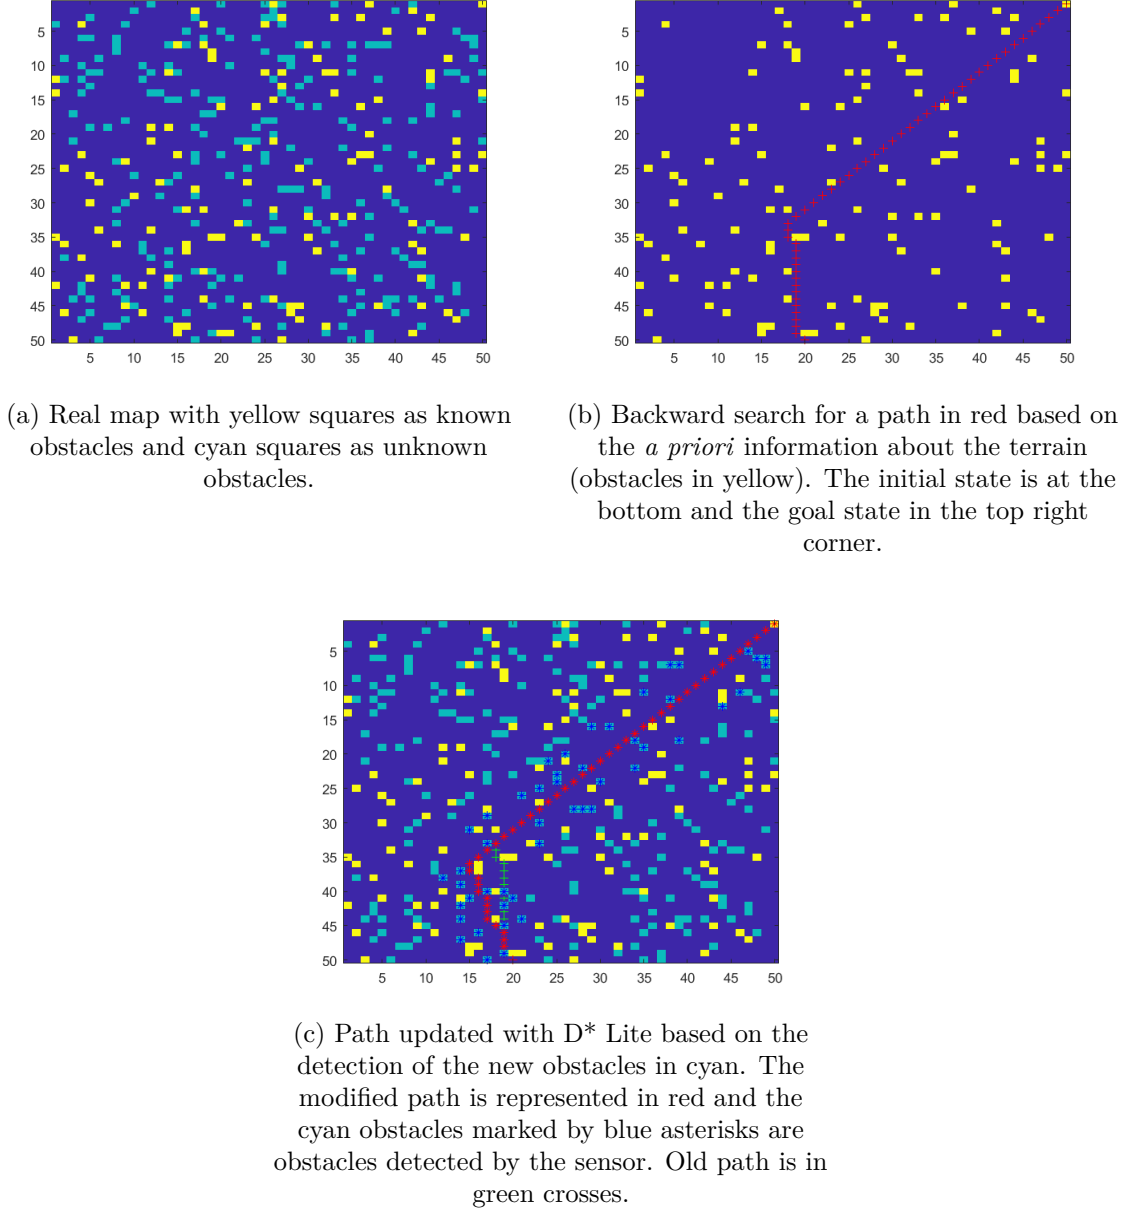 5
10
15
20
25
30
35
40
45
50
5 10 15 20 25 30 35 40 45 50
5
10
15
20
25
30
35
40
45
50
5 10 15 20 25 30 35 40 45 50
(a) Real map with yellow squares as known
obstacles and cyan squares as unknown
obstacles.
(b) Backward search for a path in red based on
the a priori information about the terrain
(obstacles in yellow). The initial state is at the
bottom and the goal state in the top right
corner.
5
10
15
20
25
30
35
40
45
50
5 10 15 20 25 30 35 40 45 50
(c) Path updated with D* Lite based on the
detection of the new obstacles in cyan. The
modified path is represented in red and the
cyan obstacles marked by blue asterisks are
obstacles detected by the sensor. Old path is in
green crosses.